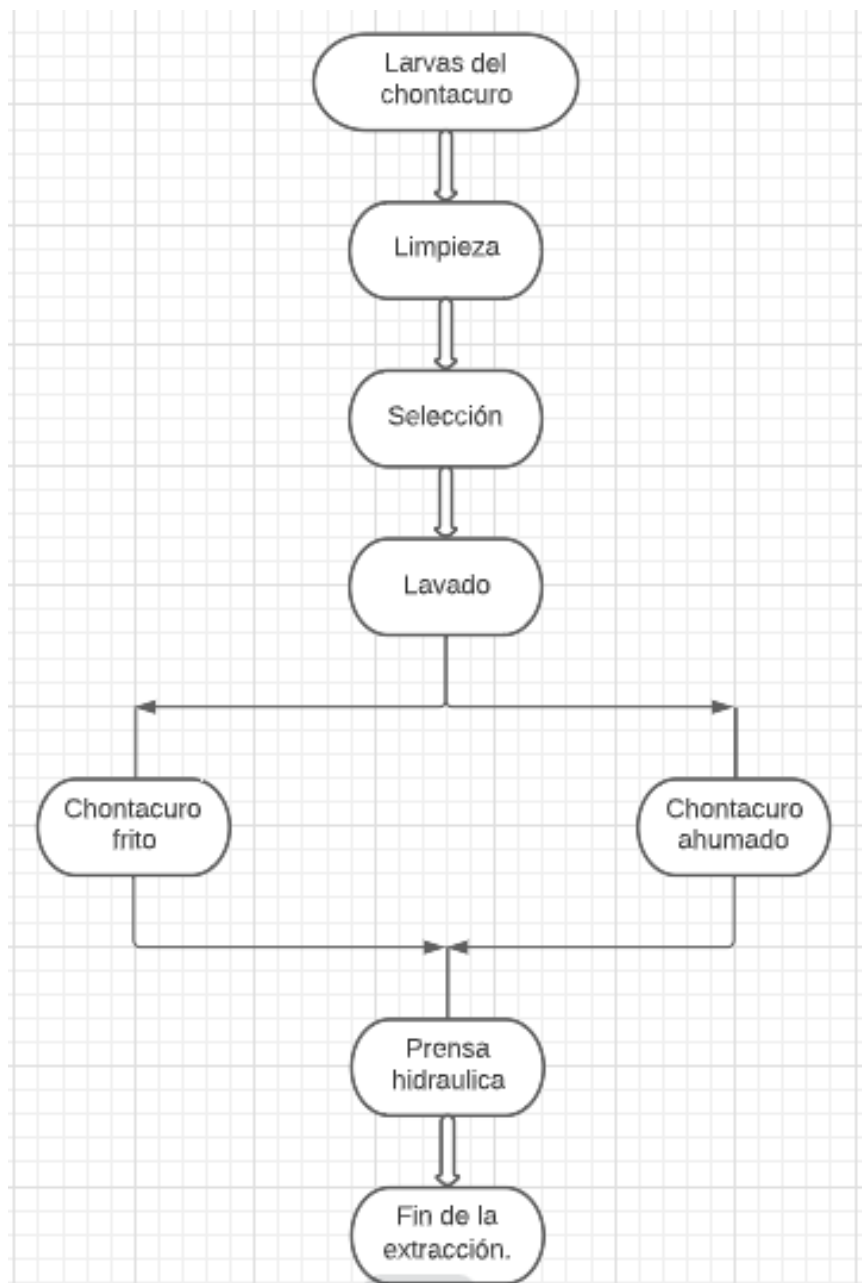 Larvas del
chontacuro
Limpieza
Selección
Lavado
Chontacuro
frito
Chontacuro
ahumado
Prensa
hidraulica
Fin de la
extracción.